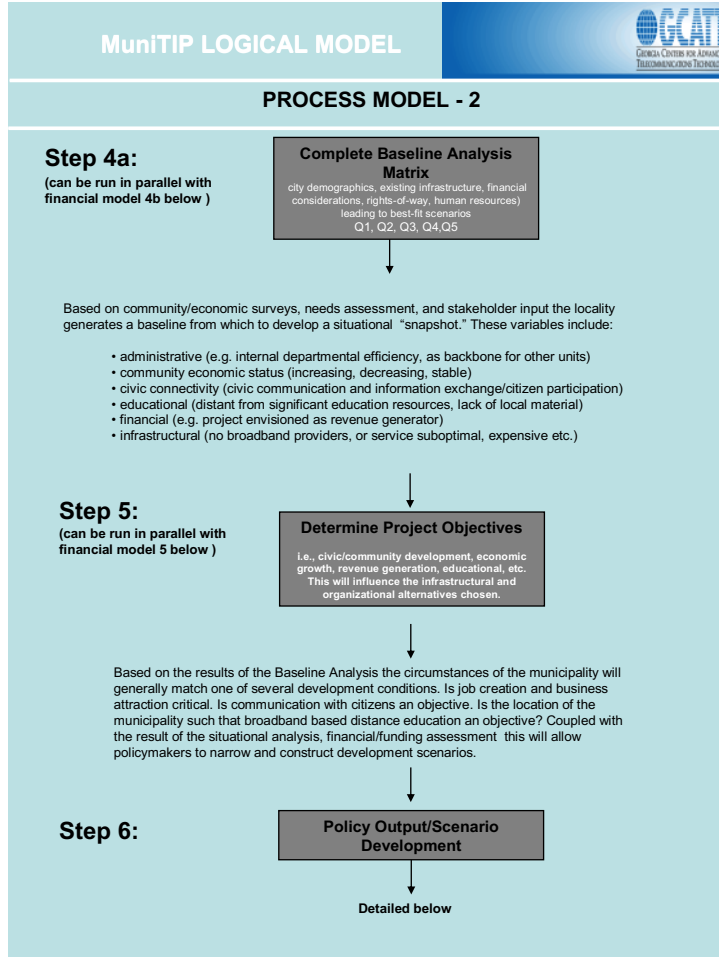 MuniTIP LOGICAL MODEL
GCATT
GEORGIA CENTERS FOR ADVANC
TELECOMMUNICATIONS TECHNOLO
PROCESS MODEL - 2
Step 4a:
(can be run in parallel with
financial model 4b below )
Complete Baseline Analysis
Matrix
city demographics, existing infrastructure, financial
considerations, rights-of-way, human resources)
leading to best-fit scenarios
Q1, Q2, Q3, Q4,Q5
Based on community/economic surveys, needs assessment, and stakeholder input the locality
generates a baseline from which to develop a situational “snapshot.” These variables include:
• administrative (e.g. internal departmental efficiency, as backbone for other units)
• community economic status (increasing, decreasing, stable)
• civic connectivity (civic communication and information exchange/citizen participation)
• educational (distant from significant education resources, lack of local material)
• financial (e.g. project envisioned as revenue generator)
• infrastructural (no broadband providers, or service suboptimal, expensive etc.)
Step 5:
(can be run in parallel with
financial model 5 below )
Determine Project Objectives
i.e., civic/community development, economic
growth, revenue generation, educational, etc.
This will influence the infrastructural and
organizational alternatives chosen.
Based on the results of the Baseline Analysis the circumstances of the municipality will
generally match one of several development conditions. Is job creation and business
attraction critical. Is communication with citizens an objective. Is the location of the
municipality such that broadband based distance education an objective? Coupled with
the result of the situational analysis, financial/funding assessment this will allow
policymakers to narrow and construct development scenarios.
Step 6:
Policy Output/Scenario
Development
Detailed below